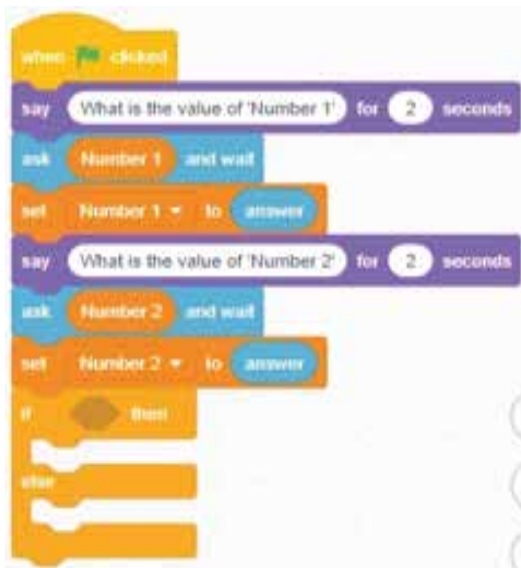 when clicked
say What is the value of 'Number 1' for 2 seconds
ask Number 1 and wait
set Number 1 to answer
say What is the value of 'Number 2' for 2 seconds
ask Number 2 and wait
set Number 2 to answer
if then
else